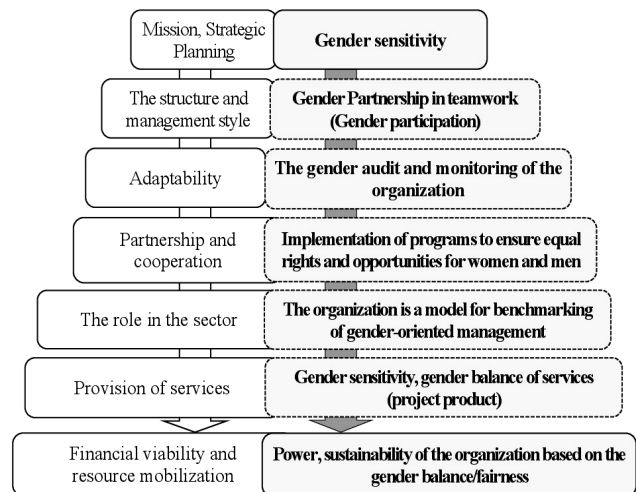 Mission, Strategic
Planning
Gender sensitivity
The structure and
management style
Gender Partnership in teamwork
(Gender participation)
Adaptability
The gender audit and monitoring of the
organization
Partnership and
cooperation
Implementation of programs to ensure equal
rights and opportunities for women and men
The role in the sector
The organization is a model for benchmarking
of gender-oriented management
Provision of services
Gender sensitivity, gender balance of services
(project product)
Financial viability and
resource mobilization
Power, sustainability of the organization based on the
gender balance/fairness